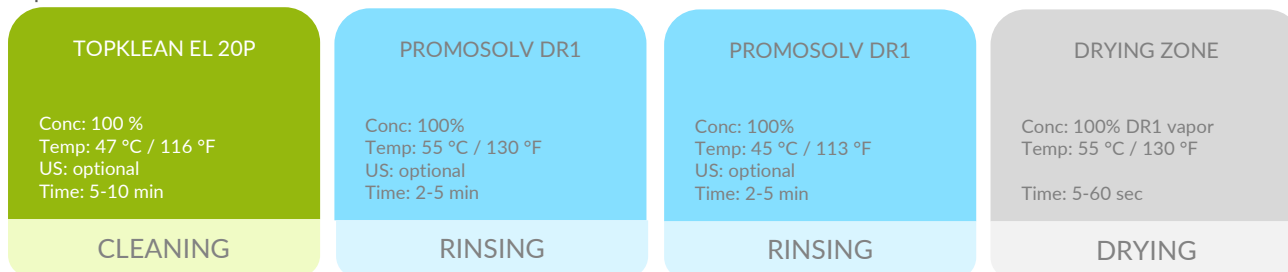 TOPKLEAN EL 20P
Conc: 100 %
Temp: 47 °C / 116 °F
US: optional
Time: 5-10 min
CLEANING
PROMOSOLV DR1
Conc: 100%
Temp: 55 °C / 130 °F
US: optional
Time: 2-5 min
RINSING
PROMOSOLV DR1
Conc: 100%
Temp: 45 °C / 113 °F
US: optional
Time: 2-5 min
RINSING
DRYING ZONE
Conc: 100% DR1 vapor
Temp: 55 °C / 130 °F
Time: 5-60 sec
DRYING